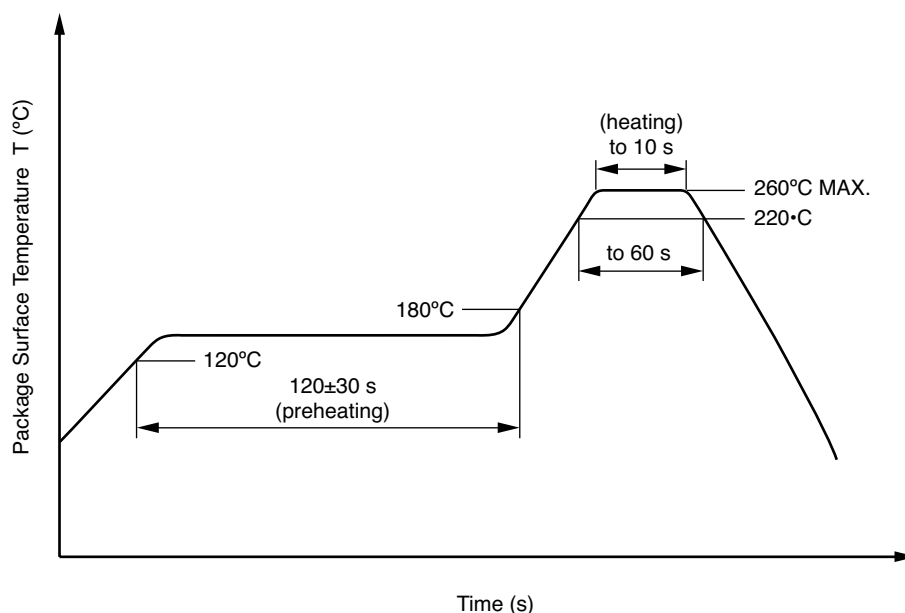 Package Surface Temperature T (ºC)
(heating)
to 10 s
260ºC MAX.
220•C
to 60 s
180ºC
120ºC
120±30 s
(preheating)
Time (s)